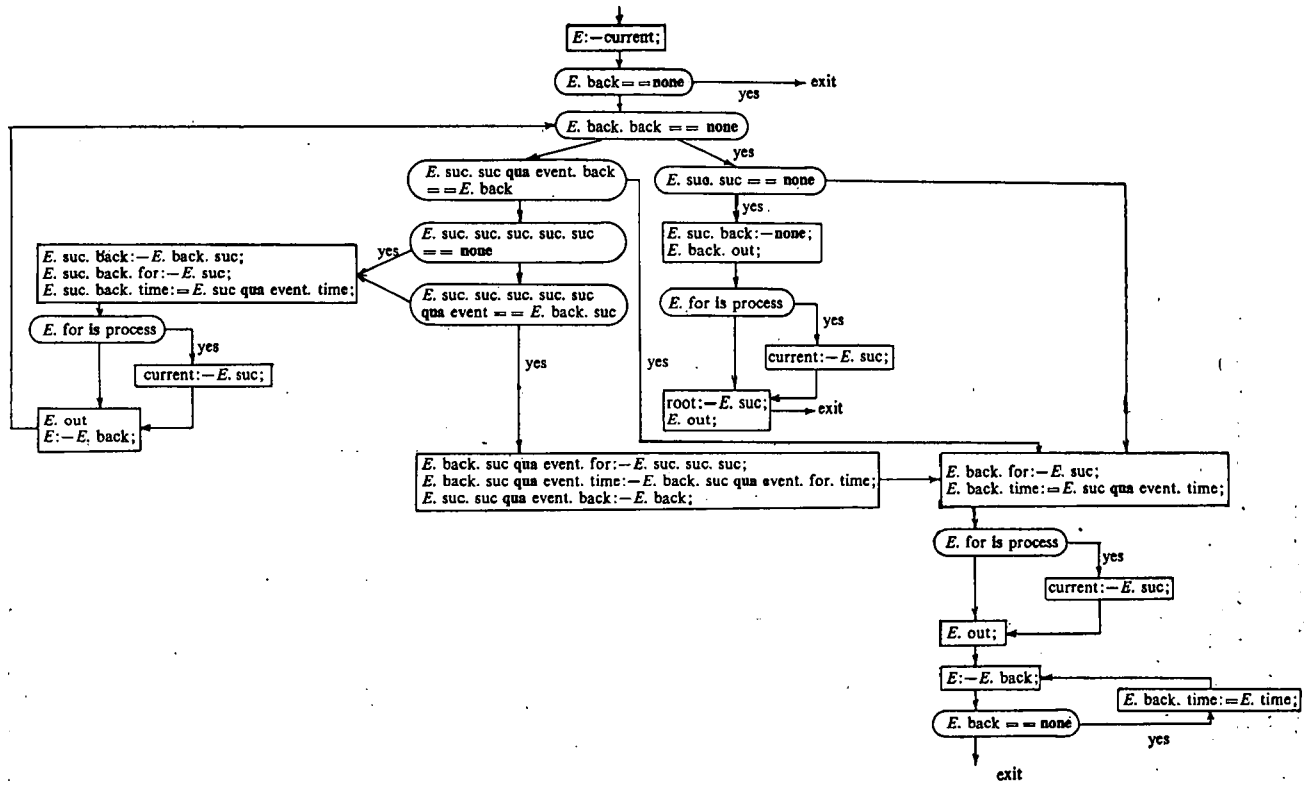 E:−current;
E. back==none
yes
exit
E. back. back == none
yes
E. suc. suc qua event. back
==E. back
E. suo. suc == none
yes.
E. suc. suc. suc. suc. suc
== none
yes
E. suc. back:−none;
E. back. out;
E. suc. back:−E. back. suc;
E. suc. back. for:−E. suc;
E. suc. back. time:=E. suc qua event. time;
E. suc. suc. suc. suc. suc
qua event == E. back. suc
E. for is process
yes
E. for is process
yes
current:−E. suc;
yes
yes
current:−E. suc;
root:−E. suc;
E. out;
exit
E. out
E:−E. back;
E. back. suc qua event. for:−E. suc. suc. suc;
E. back. suc qua event. time:−E. back. suc qua event. for. time;
E. suc. suc qua event. back:−E. back;
E. back. for:−E. suc;
E. back. time:=E. suc qua event. time;
E. for is process
yes
current:−E. suc;
E. out;
E:−E. back;
E. back. time:=E. time;
E. back == none
yes
exit